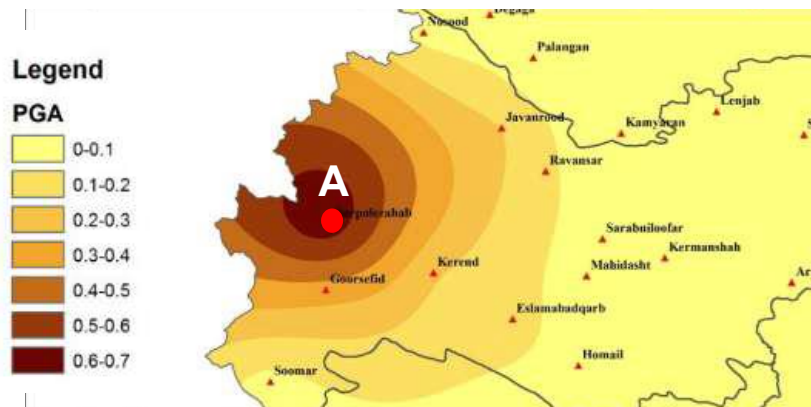 Legend
PGA
0-0.1
0.1-0.2
0.2-0.3
0.3-0.4
0.4-0.5
0.5-0.6
0.6-0.7
Degaga
Nosood
Palangan
Lenjab
Javanrood
Kamyaran
Ravansar
A
Sarabniloofar
Kermanshah
Kerend
Mahidasht
Goorsefid
Eslamabadqarb
Homail
Soomar